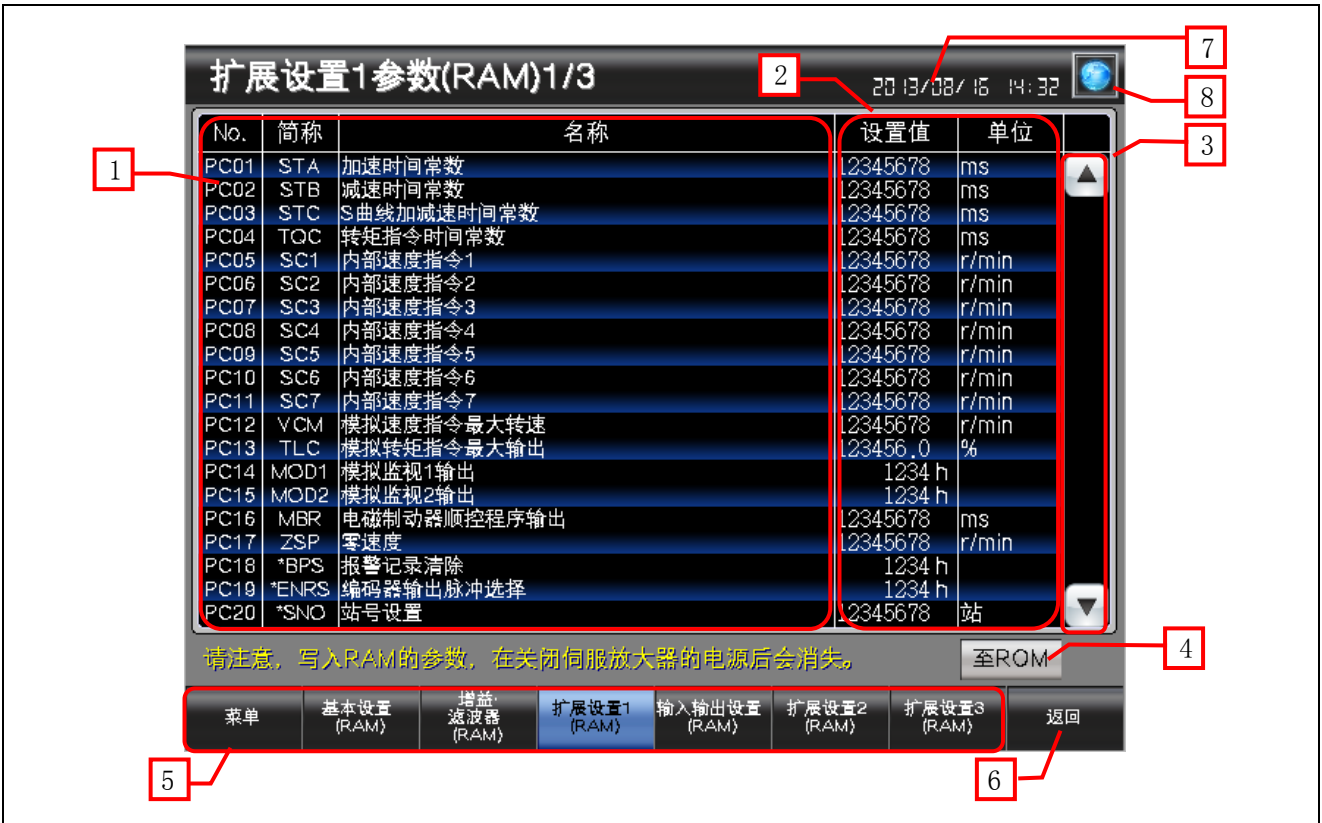 扩展设置1参数(RAM)1/3
2013/08/16 14:32
No. 简称 名称 设置值 单位
PC01 STA 加速时间常数 12345678 ms
PC02 STB 减速时间常数 12345678 ms
PC03 STC S曲线加减速时间常数 12345678 ms
PC04 TQC 转矩指令时间常数 12345678 ms
PC05 SC1 内部速度指令1 12345678 r/min
PC06 SC2 内部速度指令2 12345678 r/min
PC07 SC3 内部速度指令3 12345678 r/min
PC08 SC4 内部速度指令4 12345678 r/min
PC09 SC5 内部速度指令5 12345678 r/min
PC10 SC6 内部速度指令6 12345678 r/min
PC11 SC7 内部速度指令7 12345678 r/min
PC12 VCM 模拟速度指令最大转速 12345678 r/min
PC13 TLC 模拟转矩指令最大输出 123456.0 %
PC14 MOD1 模拟监视1输出 1234 h
PC15 MOD2 模拟监视2输出 1234 h
PC16 MBR 电磁制动器顺控程序输出 12345678 ms
PC17 ZSP 零速度 12345678 r/min
PC18 *BPS 报警记录清除 1234 h
PC19 *ENRS 编码器输出脉冲选择 1234 h
PC20 *SNO 站号设置 12345678 站
请注意，写入RAM的参数，在关闭伺服放大器的电源后会消失。
至ROM
菜单
基本设置
(RAM)
增益·
滤波器
(RAM)
扩展设置1
(RAM)
输入输出设置
(RAM)
扩展设置2
(RAM)
扩展设置3
(RAM)
返回
1
2
3
4
5
6
7
8